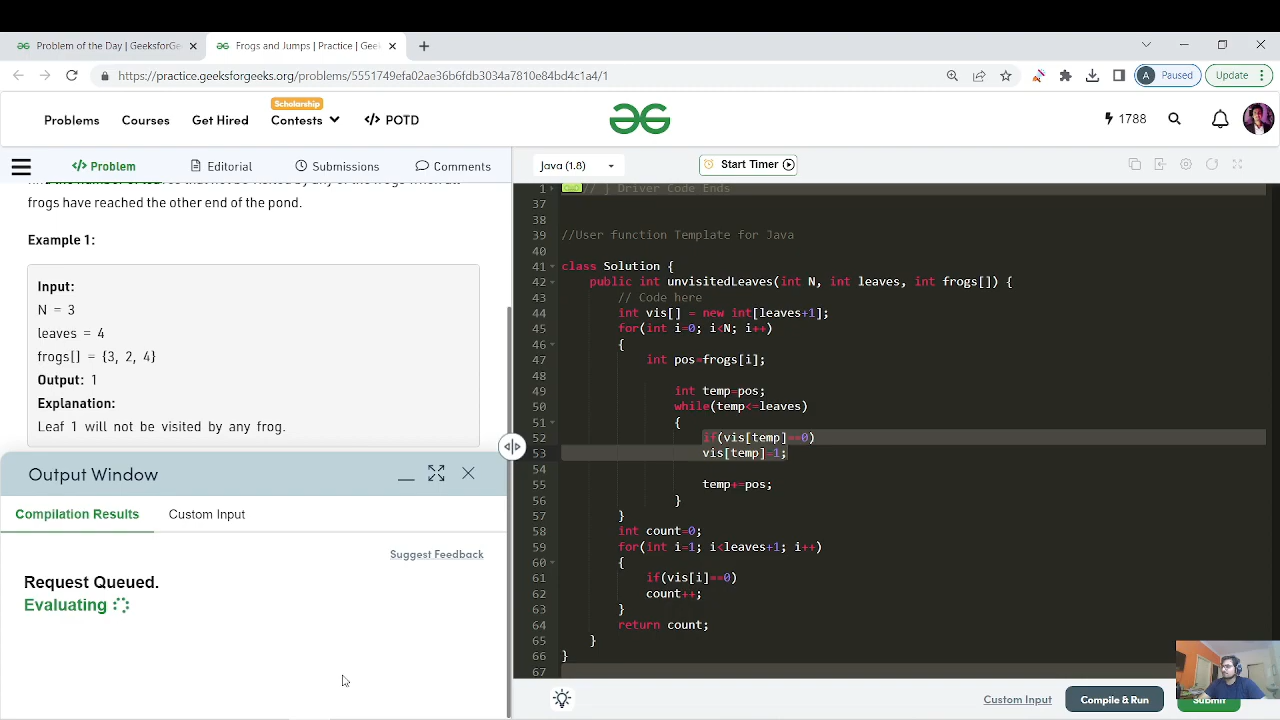 Problem of the Day | GeeksforGe
Frogs and Jumps | Practice | Geek
https://practice.geeksforgeeks.org/problems/5551749efa02ae36b6fdb3034a7810e84bd4c1a4/1
A Paused
Update
Problems
Courses
Get Hired
Scholarship
Contests
</> POTD
1788
</> Problem
Editorial
Submissions
Comments
Java (1.8)
Start Timer
frogs have reached the other end of the pond.
Example 1:
Input:
N = 3
leaves = 4
frogs[] = {3, 2, 4}
Output: 1
Explanation:
Leaf 1 will not be visited by any frog.
Output Window
Compilation Results
Custom Input
Suggest Feedback
Request Queued.
Evaluating
1 // } Driver Code Ends
37
38
39 //User function Template for Java
40
41 class Solution {
42 public int unvisitedLeaves(int N, int leaves, int frogs[]) {
43 // Code here
44 int vis[] = new int[leaves+1];
45 for(int i=0; i<N; i++)
46 {
47 int pos=frogs[i];
48
49 int temp=pos;
50 while(temp<=leaves)
51 {
52 if(vis[temp]==0)
53 vis[temp]=1;
54
55 temp+=pos;
56 }
57 }
58 int count=0;
59 for(int i=1; i<leaves+1; i++)
60 {
61 if(vis[i]==0)
62 count++;
63 }
64 return count;
65 }
66 }
67
Custom Input
Compile & Run
Submit